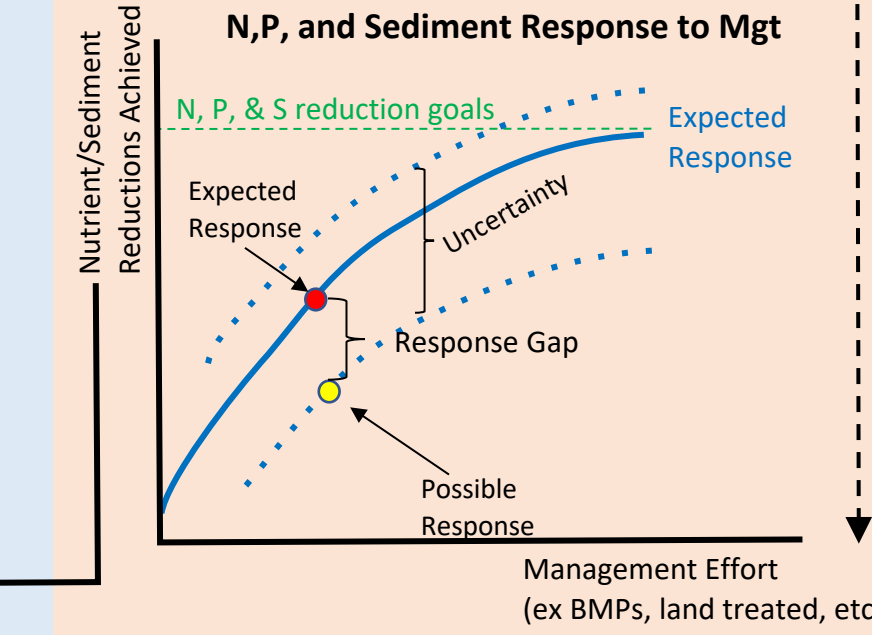 N,P, and Sediment Response to Mgt
Nutrient/Sediment
Reductions Achieved
N, P, & S reduction goals
Expected
Response
Expected
Response
Uncertainty
Response Gap
Possible
Response
Management Effort
(ex BMPs, land treated, etc